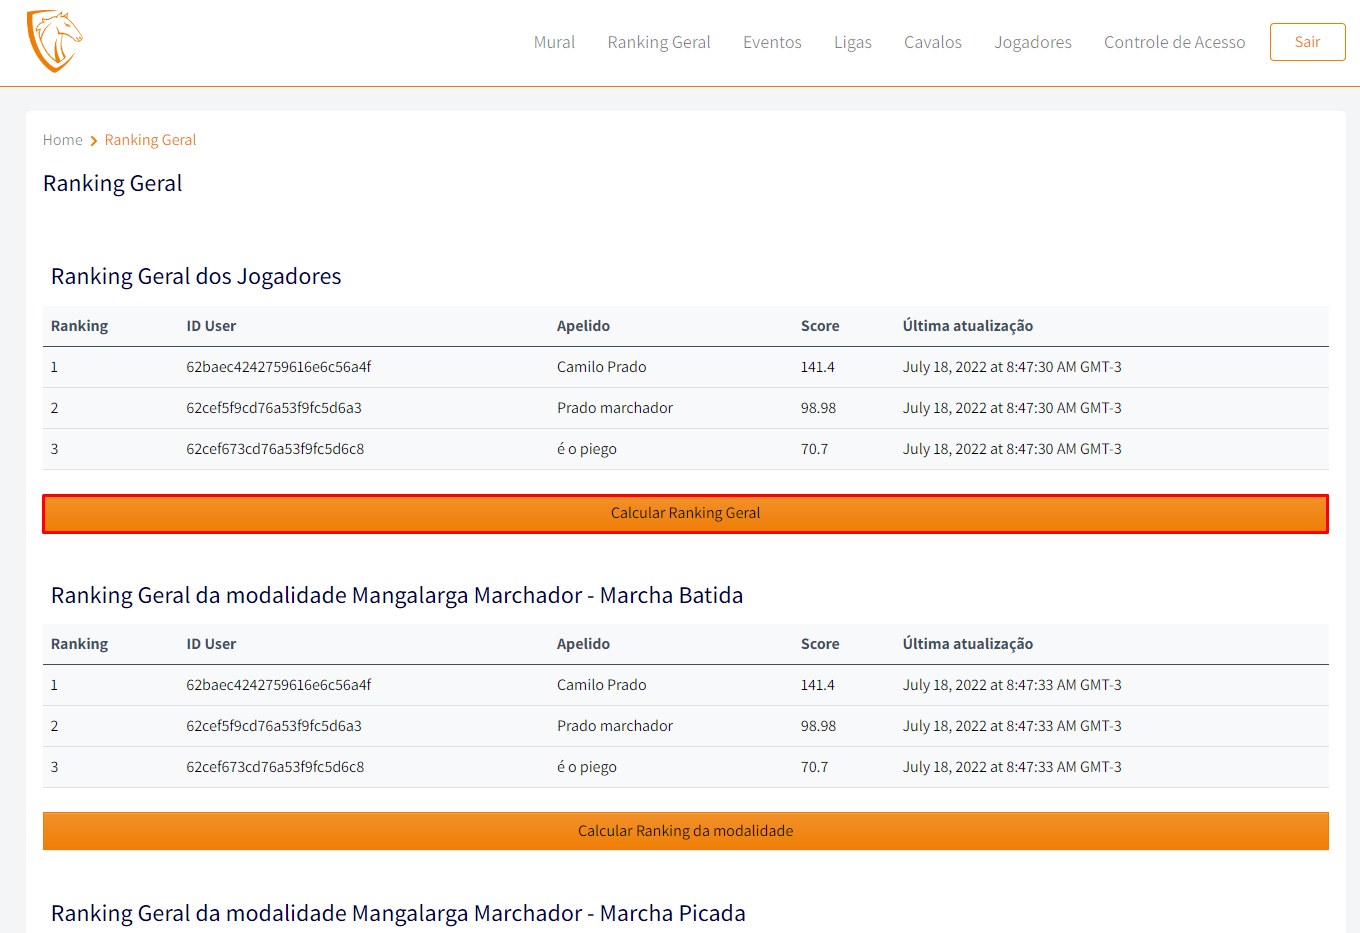 Mural Ranking Geral Eventos Ligas Cavalos Jogadores Controle de Acesso Sair
Home Ranking Geral
Ranking Geral
Ranking Geral dos Jogadores
Ranking ID User Apelido Score Última atualização
1 62baec4242759616e6c56a4f Camilo Prado 141.4 July 18, 2022 at 8:47:30 AM GMT-3
2 62cef5f9cd76a53f9fc5d6a3 Prado marchador 98.98 July 18, 2022 at 8:47:30 AM GMT-3
3 62cef673cd76a53f9fc5d6c8 é o piego 70.7 July 18, 2022 at 8:47:30 AM GMT-3
Calcular Ranking Geral
Ranking Geral da modalidade Mangalarga Marchador - Marcha Batida
Ranking ID User Apelido Score Última atualização
1 62baec4242759616e6c56a4f Camilo Prado 141.4 July 18, 2022 at 8:47:33 AM GMT-3
2 62cef5f9cd76a53f9fc5d6a3 Prado marchador 98.98 July 18, 2022 at 8:47:33 AM GMT-3
3 62cef673cd76a53f9fc5d6c8 é o piego 70.7 July 18, 2022 at 8:47:33 AM GMT-3
Calcular Ranking da modalidade
Ranking Geral da modalidade Mangalarga Marchador - Marcha Picada